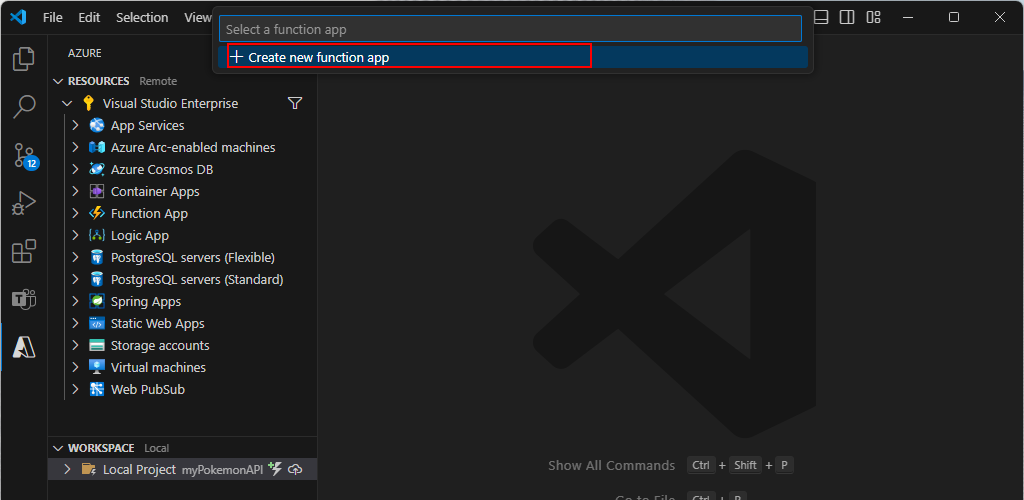 File Edit Selection View
Select a function app
Create new function app
AZURE
RESOURCES Remote
Visual Studio Enterprise
App Services
Azure Arc-enabled machines
Azure Cosmos DB
Container Apps
12
Function App
Logic App
PostgreSQL servers (Flexible)
PostgreSQL servers (Standard)
Spring Apps
Static Web Apps
Storage accounts
Virtual machines
Web PubSub
WORKSPACE Local
Local Project myPokemonAPI
Show All Commands Ctrl + Shift + P
Go to File Ctrl + P